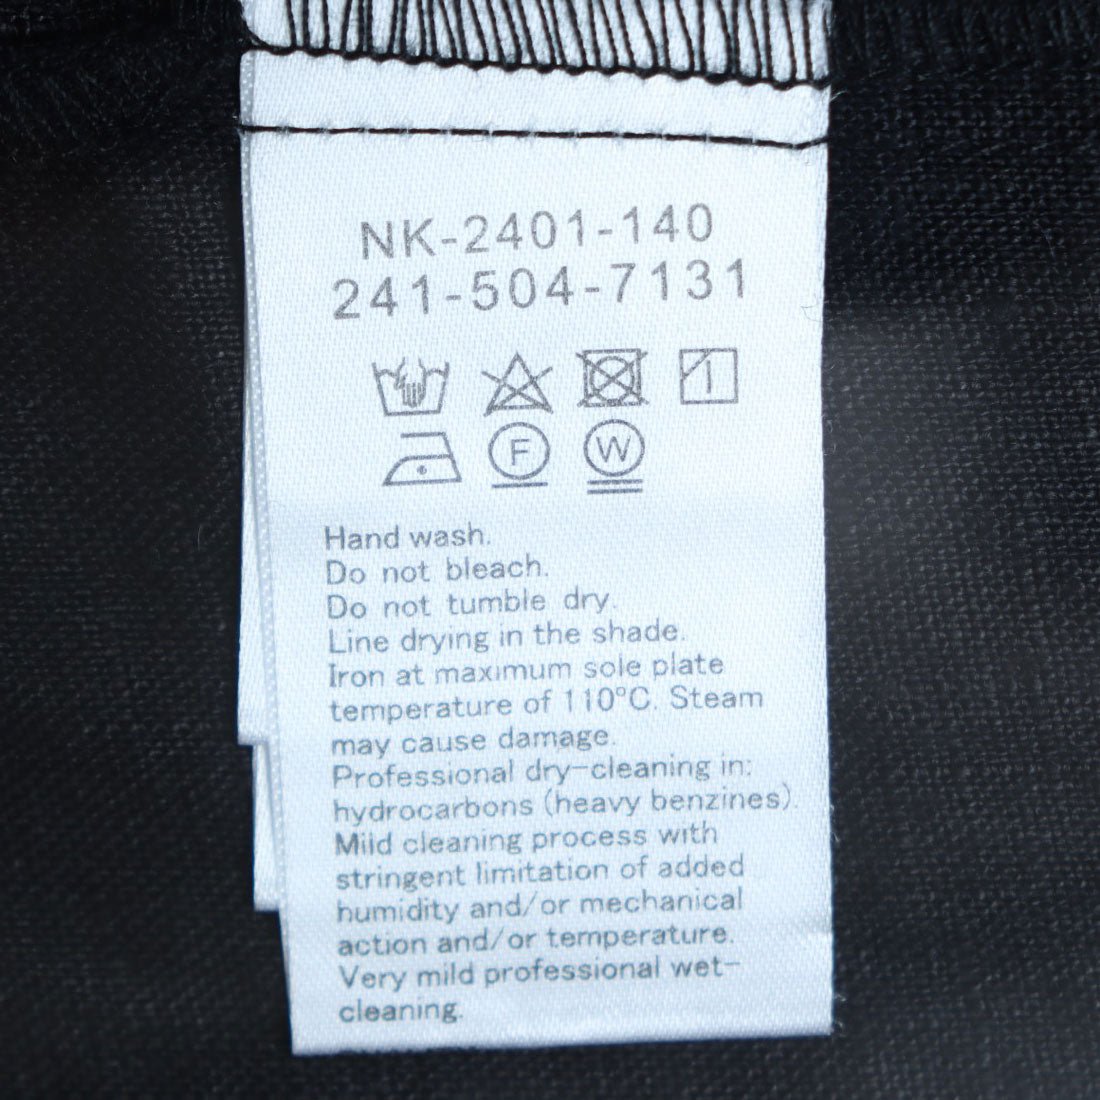 NK-2401-140
241-504-7131
F W
Hand wash.
Do not bleach.
Do not tumble dry.
Line drying in the shade.
Iron at maximum sole plate
temperature of 110°C. Steam
may cause damage.
Professional dry-cleaning in:
hydrocarbons (heavy benzines).
Mild cleaning process with
stringent limitation of added
humidity and/or mechanical
action and/or temperature.
Very mild professional wet-
cleaning.